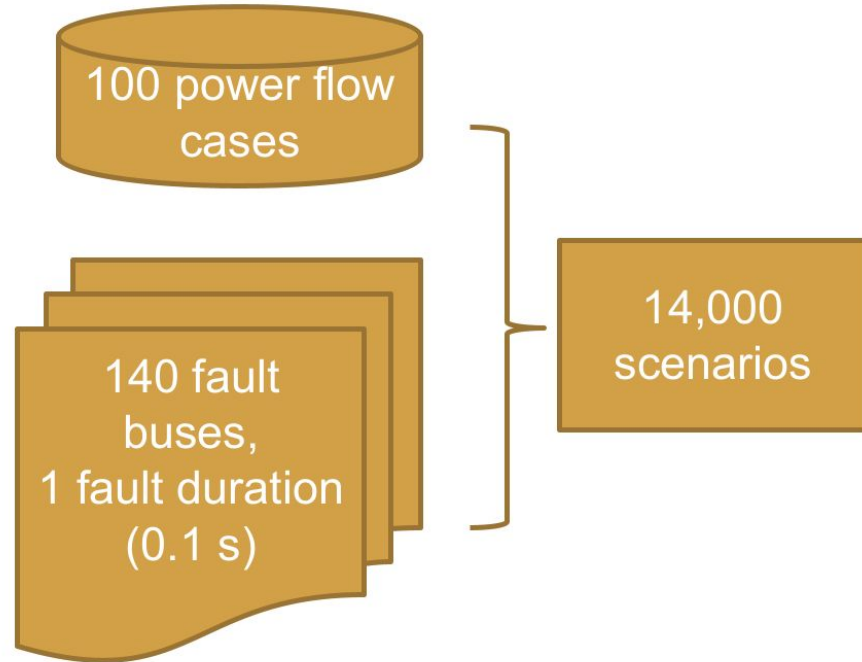 100 power flow
cases
140 fault
buses,
1 fault duration
(0.1 s)
14,000
scenarios